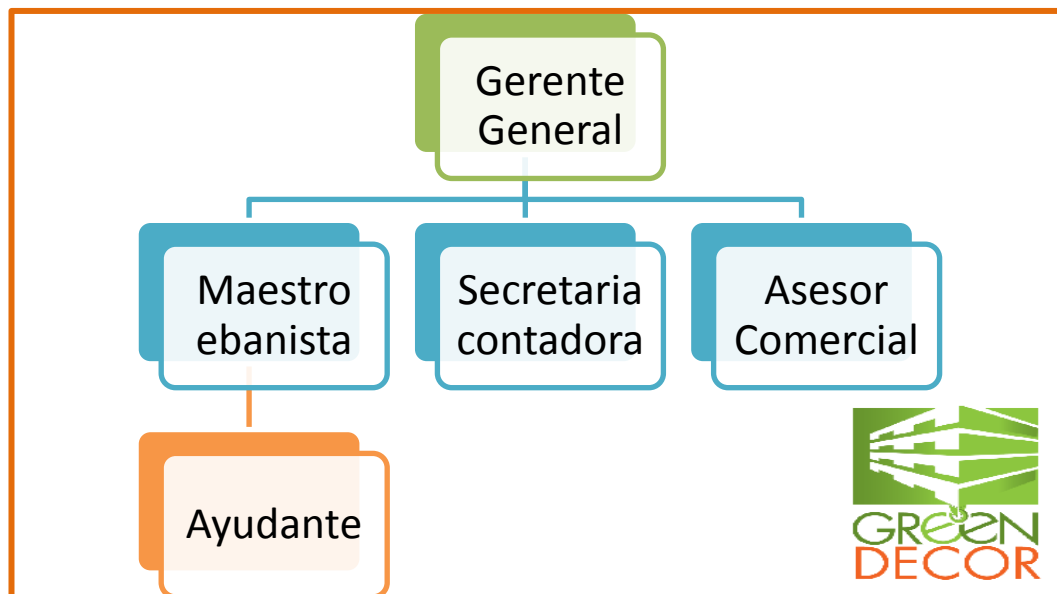 Gerente
General
Maestro
ebanista
Secretaria
contadora
Asesor
Comercial
Ayudante
GREEN
DECOR